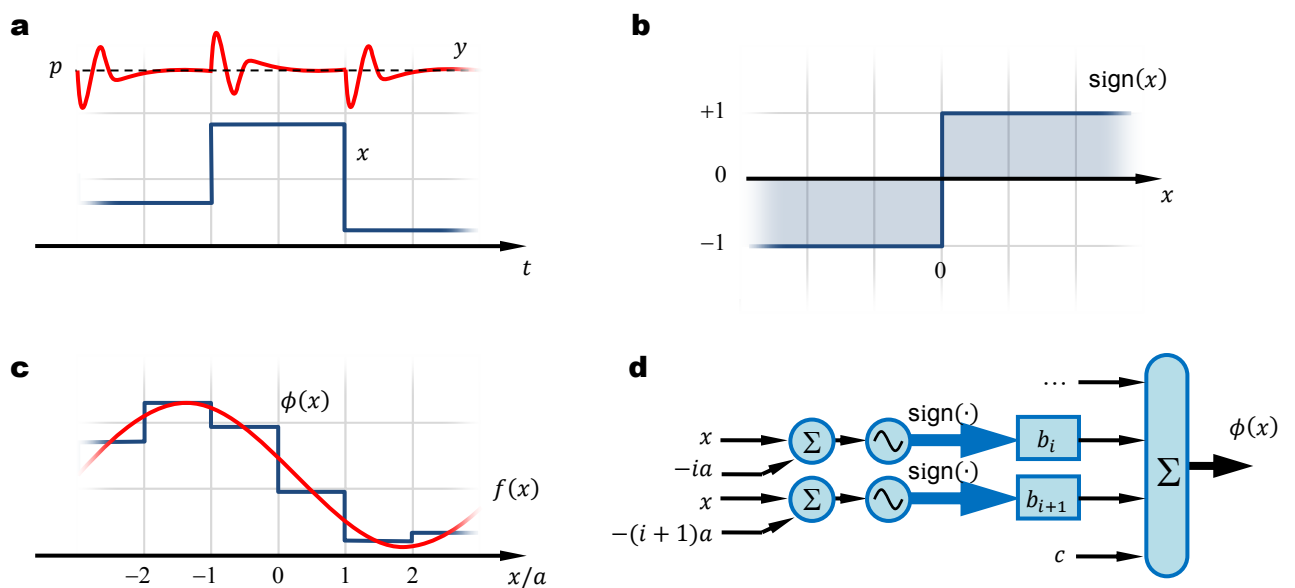 a
p
y
x
t
b
sign(x)
+1
0
−1
x
0
c
ϕ(x)
f(x)
−2 −1 0 1 2 x/a
d
…
sign(·)
x
Σ
b_i
ϕ(x)
−ia
sign(·)
Σ
x
Σ
b_{i+1}
−(i + 1)a
c